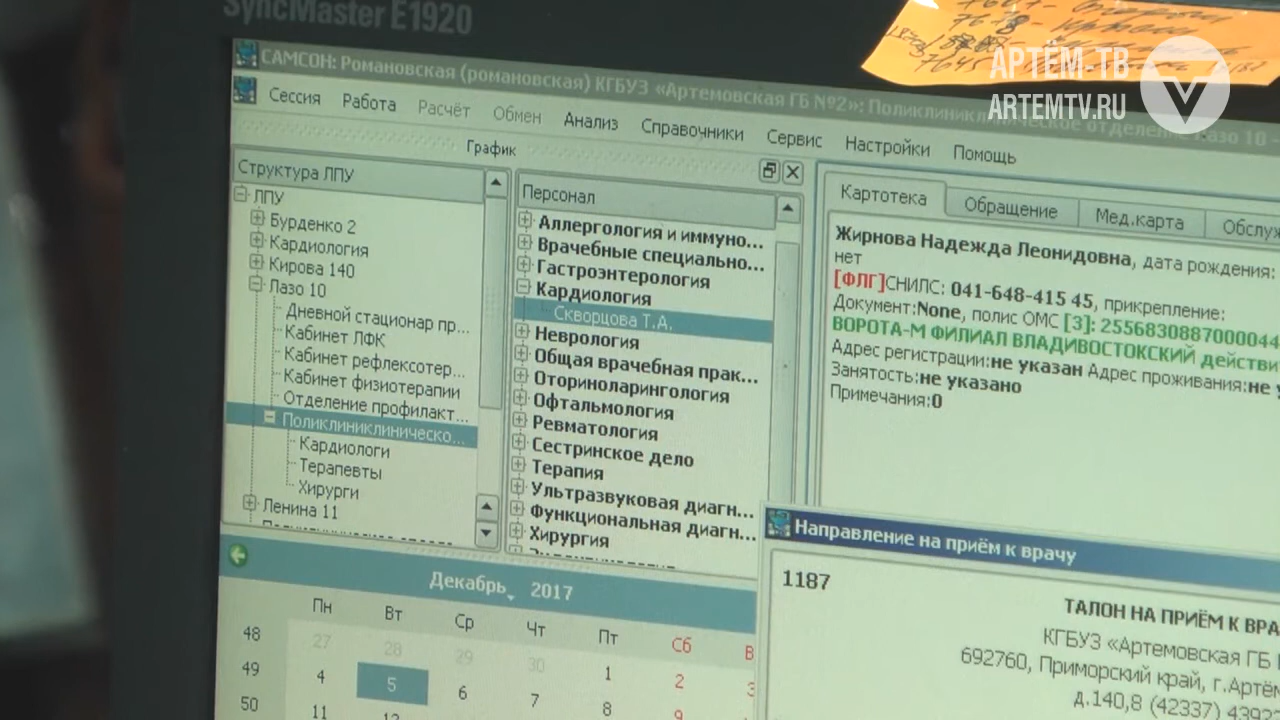 SyncMaster E1920
АРТЁМ-ТВ
ARTEMTV.RU
САМСОН: Романовская (романовская) КГБУЗ «Артемовская ГБ №2»: Поликлиниклиническое отделение Лазо 10
Сессия Работа Расчёт Обмен Анализ Справочники Сервис Настройки Помощь
График
Структура ЛПУ
ЛПУ
Бурденко 2
Кардиология
Кирова 140
Лазо 10
Дневной стационар пр...
Кабинет ЛФК
Кабинет рефлексотер...
Кабинет физиотерапии
Отделение профилакт...
Поликлиниклиническо...
Кардиологи
Терапевты
Хирурги
Ленина 11
Персонал
Аллергология и иммуно...
Врачебные специально...
Гастроэнтерология
Кардиология
Скворцова Т.А.
Неврология
Общая врачебная прак...
Оториноларингология
Офтальмология
Ревматология
Сестринское дело
Терапия
Ультразвуковая диагн...
Функциональная диагн...
Хирургия
Картотека Обращение Мед.карта Обслуж
Жирнова Надежда Леонидовна, дата рождения:
нет
[ФЛГ]СНИЛС: 041-648-415 45, прикрепление:
Документ:None, полис ОМС [3]: 2556830887000044
ВОРОТА-М ФИЛИАЛ ВЛАДИВОСТОКСКИЙ действи
Адрес регистрации:не указан Адрес проживания:не у
Занятость:не указано
Примечания:0
Декабрь 2017
Пн Вт Ср Чт Пт Сб В
48 27 28 29 30 1 2 3
49 4 5 6 7 8 9
50 11 12
Направление на приём к врачу
1187
ТАЛОН НА ПРИЁМ К ВРА
КГБУЗ «Артемовская ГБ
692760, Приморский край, г.Артё
д.140,8 (42337) 4392